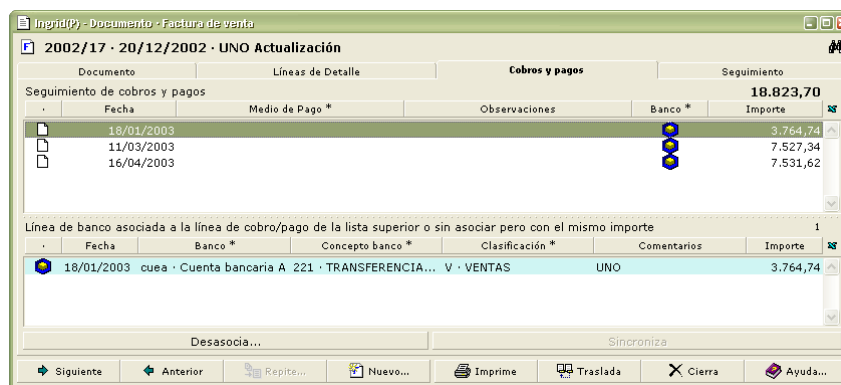 Ingrid(P) - Documento · Factura de venta
2002/17 · 20/12/2002 · UNO Actualización
Documento Líneas de Detalle Cobros y pagos Seguimiento
Seguimiento de cobros y pagos 18.823,70
· Fecha Medio de Pago * Observaciones Banco * Importe
18/01/2003 3.764,74
11/03/2003 7.527,34
16/04/2003 7.531,62
Línea de banco asociada a la línea de cobro/pago de la lista superior o sin asociar pero con el mismo importe 1
· Fecha Banco * Concepto banco * Clasificación * Comentarios Importe
18/01/2003 cuea · Cuenta bancaria A 221 · TRANSFERENCIA... V · VENTAS UNO 3.764,74
Desasocia... Sincroniza
Siguiente Anterior Repite... Nuevo... Imprime Traslada Cierra Ayuda...